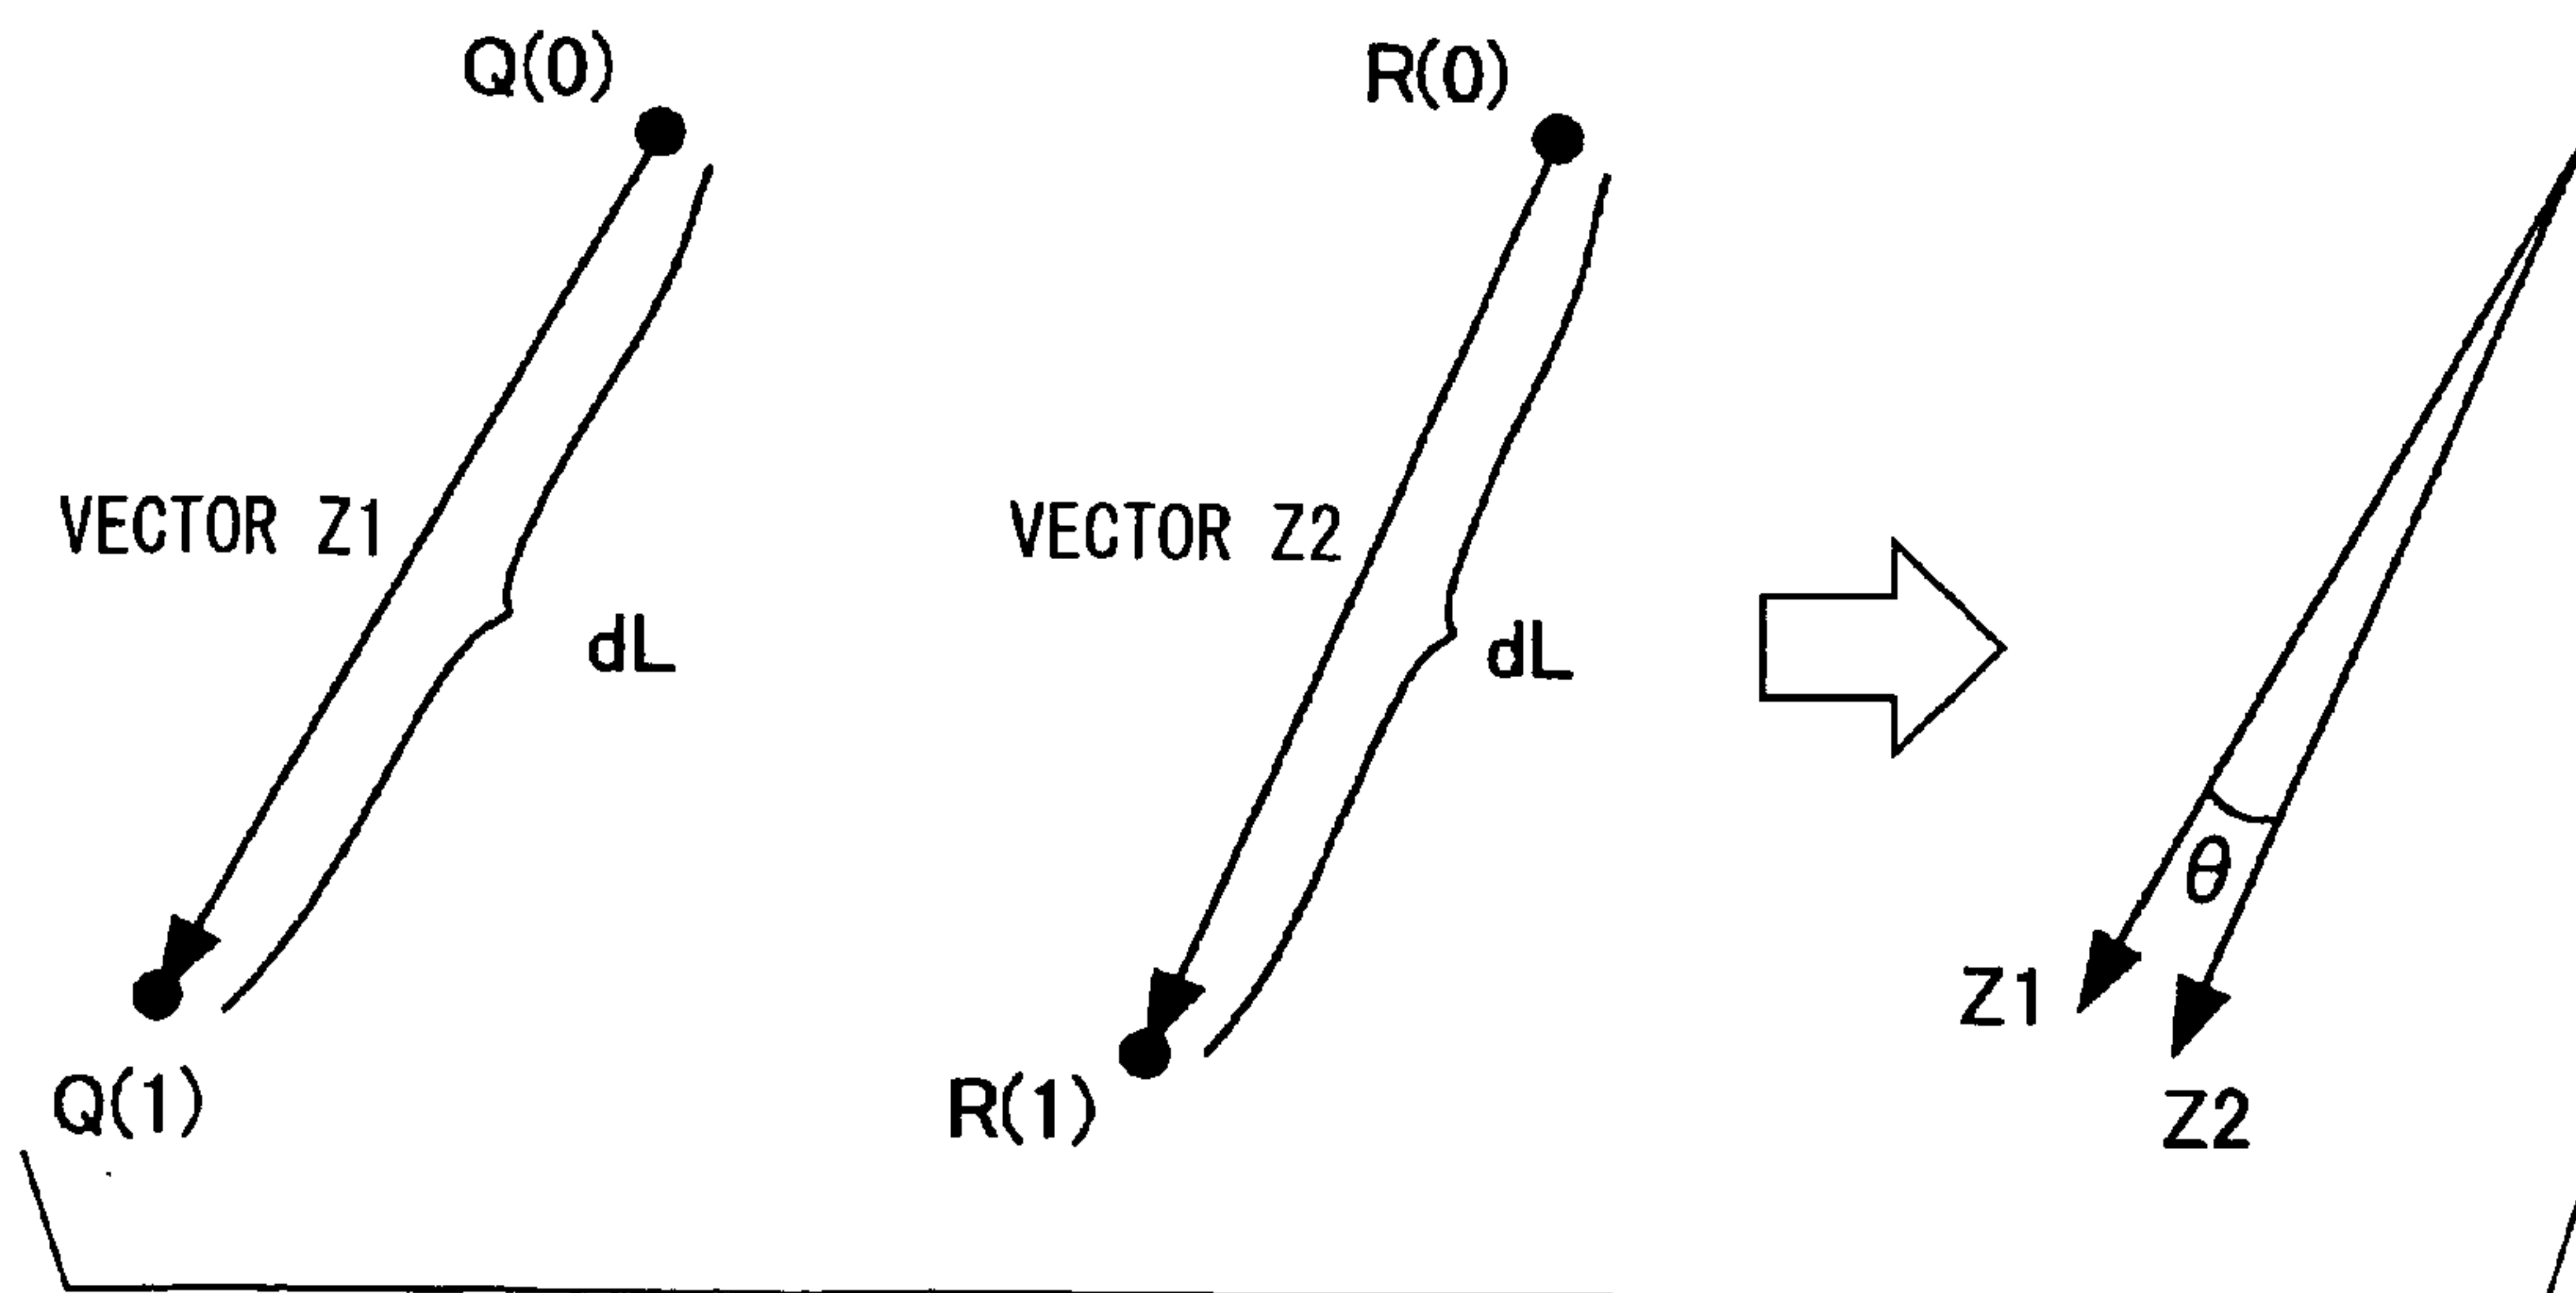 Q(0)
R(0)
VECTOR Z1
VECTOR Z2
dL
dL
θ
Z1
Z2
Q(1)
R(1)